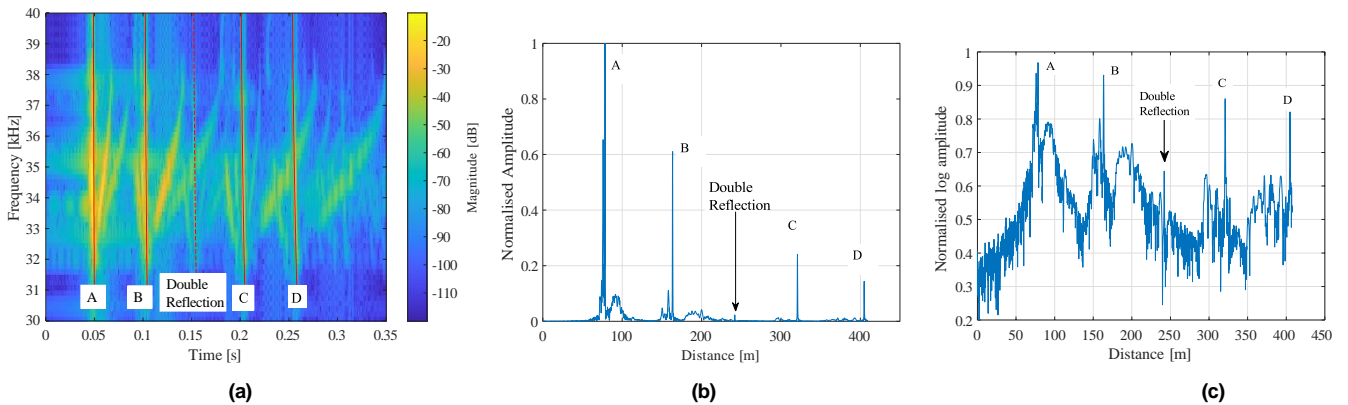 40
39
38
37
36
35
34
33
32
31
30
Frequency [kHz]
A
B
Double
Reflection
C
D
0
0.05
0.1
0.2
0.25
0.3
0.35
Time [s]
-20
-30
-40
-50
-60
-70
-80
-90
-100
-110
Magnitude [dB]
(a)
1
0.8
0.6
0.4
0.2
0
Normalised Amplitude
A
B
Double
Reflection
C
D
0
100
200
300
400
Distance [m]
(b)
1
0.9
0.8
0.7
0.6
0.5
0.4
0.3
0.2
Normalised log amplitude
A
B
Double
Reflection
C
D
0
50
100
150
200
250
300
350
400
450
Distance [m]
(c)